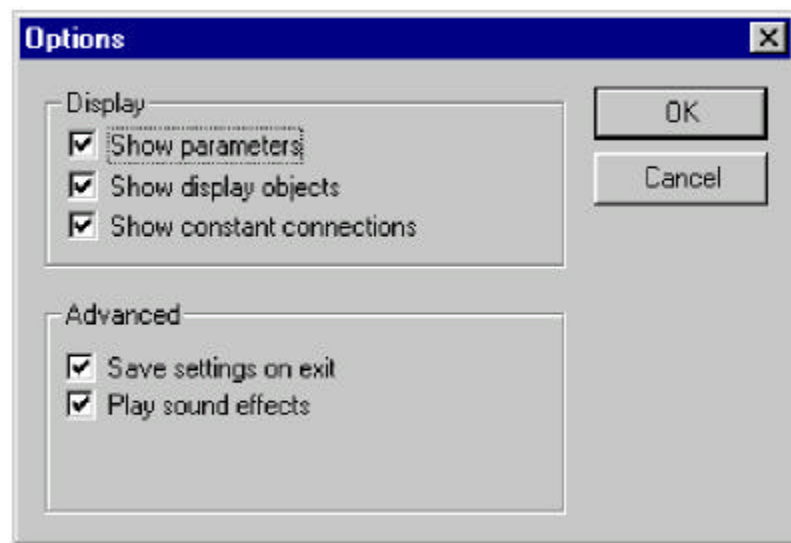 Options
Display
Show parameters
Show display objects
Show constant connections
OK
Cancel
Advanced
Save settings on exit
Play sound effects